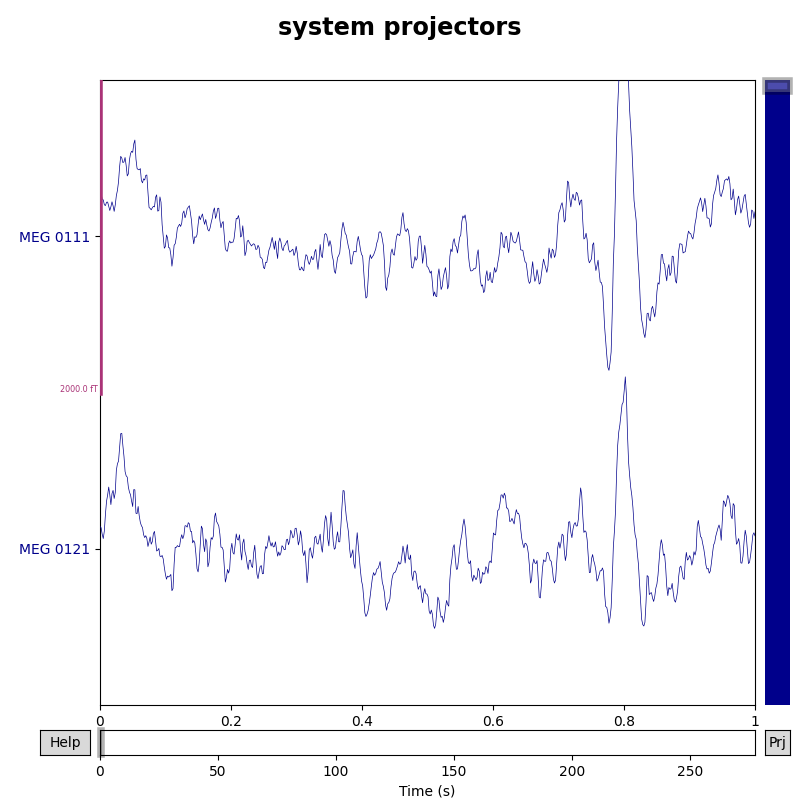 system projectors
MEG 0111
2000.0 fT
MEG 0121
0 0.2 0.4 0.6 0.8 1
Help Prj
0 50 100 150 200 250
Time (s)